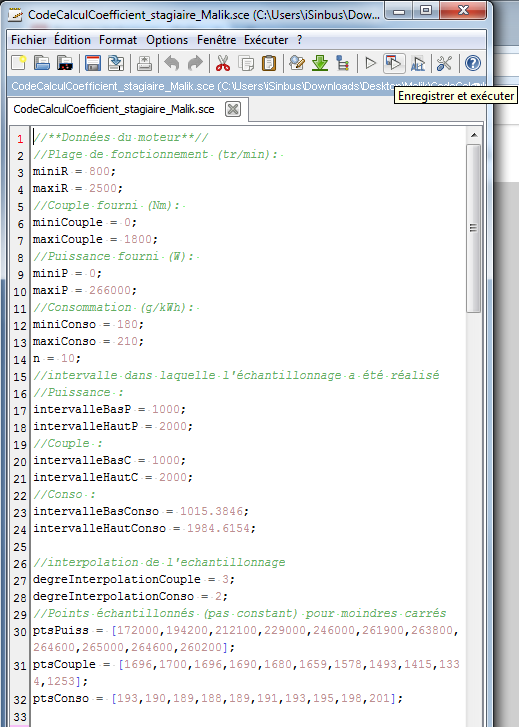 CodeCalculCoefficient_stagiaire_Malik.sce (C:\Users\iSinbus\Dow...
Fichier Édition Format Options Fenêtre Exécuter ?
CodeCalculCoefficient_stagiaire_Malik.sce (C:\Users\iSinbus\Downloads\Desktop
Enregistrer et exécuter
CodeCalculCoefficient_stagiaire_Malik.sce
1 //**Données du moteur**//
2 //Plage de fonctionnement (tr/min):
3 miniR = 800;
4 maxiR = 2500;
5 //Couple fourni (Nm):
6 miniCouple = 0;
7 maxiCouple = 1800;
8 //Puissance fourni (W):
9 miniP = 0;
10 maxiP = 266000;
11 //Consommation (g/kWh):
12 miniConso = 180;
13 maxiConso = 210;
14 n = 10;
15 //intervalle dans laquelle l'échantillonnage a été réalisé
16 //Puissance :
17 intervalleBasP = 1000;
18 intervalleHautP = 2000;
19 //Couple :
20 intervalleBasC = 1000;
21 intervalleHautC = 2000;
22 //Conso :
23 intervalleBasConso = 1015.3846;
24 intervalleHautConso = 1984.6154;
25
26 //interpolation de l'echantillonnage
27 degreInterpolationCouple = 3;
28 degreInterpolationConso = 2;
29 //Points échantillonnés (pas constant) pour moindres carrés
30 ptsPuiss = [172000,194200,212100,229000,246000,261900,263800,
264600,265000,264600,260200];
31 ptsCouple = [1696,1700,1696,1690,1680,1659,1578,1493,1415,133
4,1253];
32 ptsConso = [193,190,189,188,189,191,193,195,198,201];
33